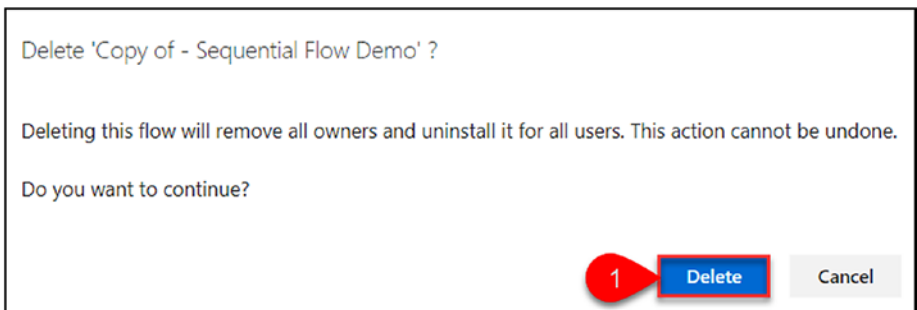 Delete 'Copy of - Sequential Flow Demo' ?
Deleting this flow will remove all owners and uninstall it for all users. This action cannot be undone.
Do you want to continue?
1 Delete Cancel